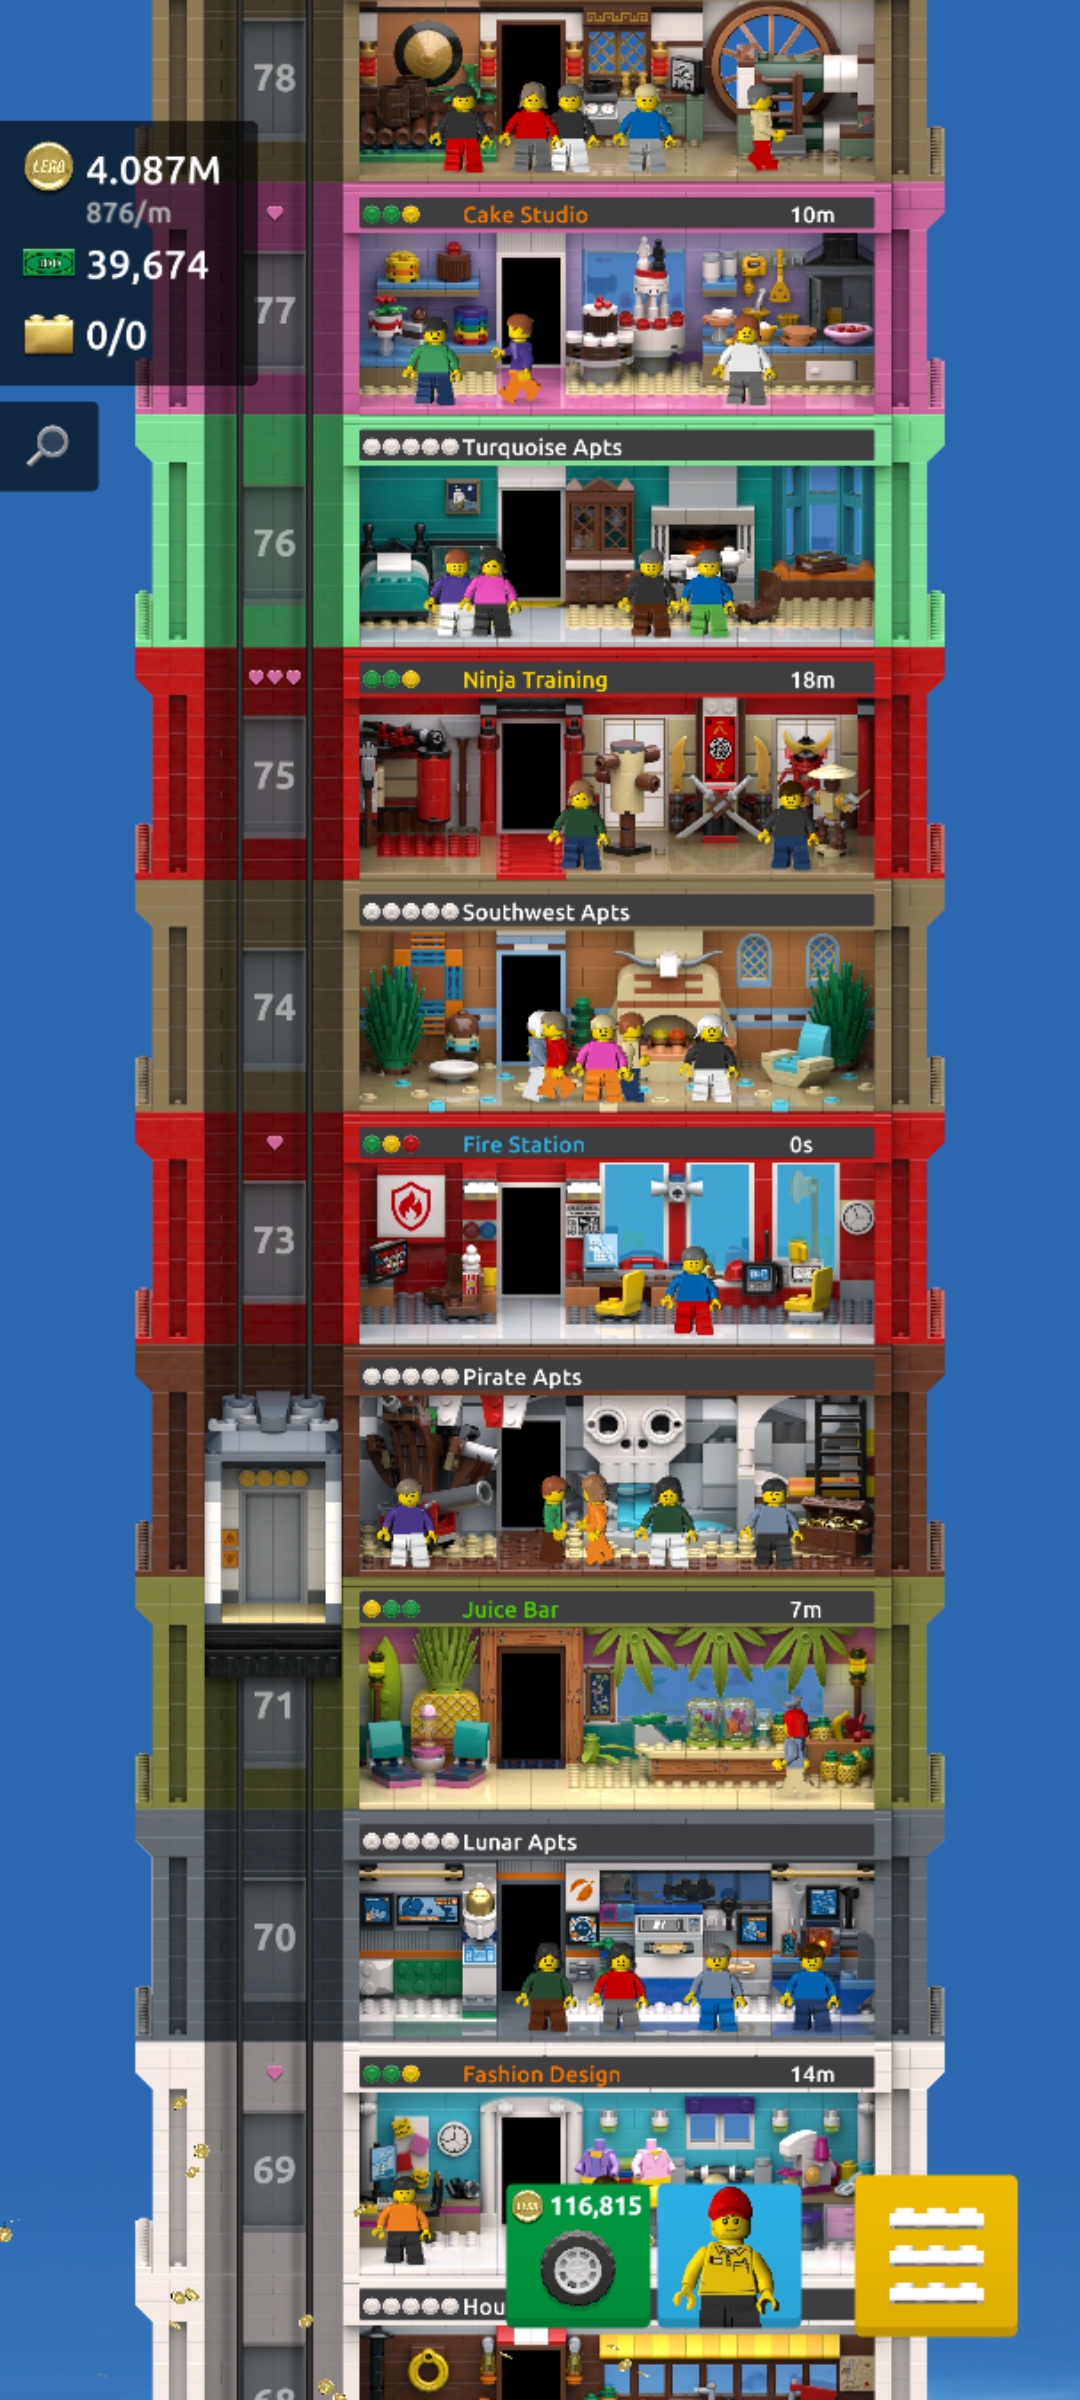 78
LEGO 4.087M
876/m
39,674
0/0
Cake Studio 10m
77
Turquoise Apts
76
Ninja Training 18m
75
Southwest Apts
74
Fire Station 0s
73
Pirate Apts
Juice Bar 7m
71
Lunar Apts
70
Fashion Design 14m
69
116,815
Hou
68